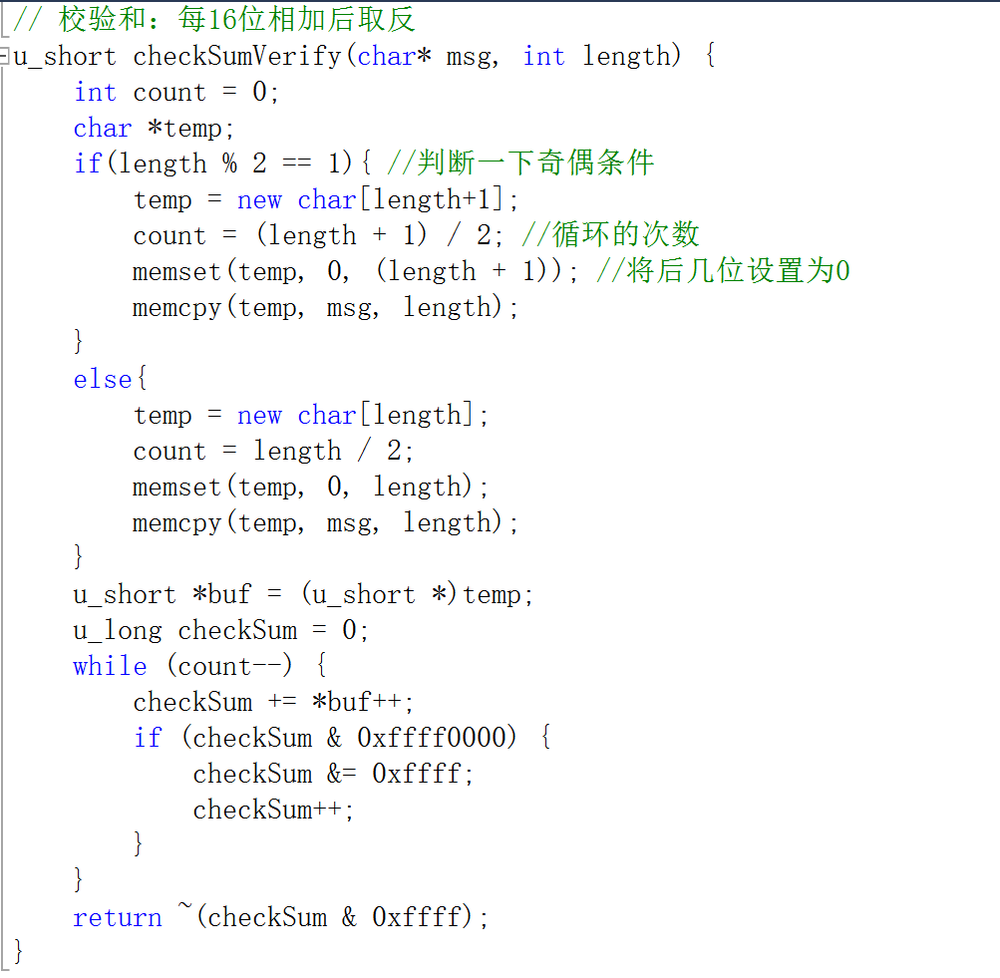 // 校验和：每16位相加后取反
u_short checkSumVerify(char* msg, int length) {
    int count = 0;
    char *temp;
    if(length % 2 == 1){ //判断一下奇偶条件
        temp = new char[length+1];
        count = (length + 1) / 2; //循环的次数
        memset(temp, 0, (length + 1)); //将后几位设置为0
        memcpy(temp, msg, length);
    }
    else{
        temp = new char[length];
        count = length / 2;
        memset(temp, 0, length);
        memcpy(temp, msg, length);
    }
    u_short *buf = (u_short *)temp;
    u_long checkSum = 0;
    while (count--) {
        checkSum += *buf++;
        if (checkSum & 0xffff0000) {
            checkSum &= 0xffff;
            checkSum++;
        }
    }
    return ~(checkSum & 0xffff);
}